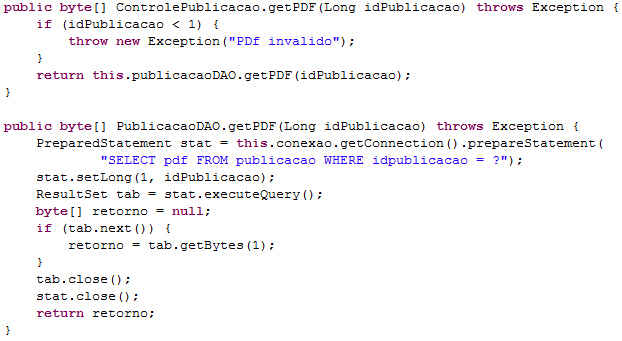 public byte[] ControlePublicacao.getPDF(Long idPublicacao) throws Exception {
    if (idPublicacao < 1) {
        throw new Exception("PDf invalido");
    }
    return this.publicacaoDAO.getPDF(idPublicacao);
}

public byte[] PublicacaoDAO.getPDF(Long idPublicacao) throws Exception {
    PreparedStatement stat = this.conexao.getConnection().prepareStatement(
            "SELECT pdf FROM publicacao WHERE idpublicacao = ?");
    stat.setLong(1, idPublicacao);
    ResultSet tab = stat.executeQuery();
    byte[] retorno = null;
    if (tab.next()) {
        retorno = tab.getBytes(1);
    }
    tab.close();
    stat.close();
    return retorno;
}